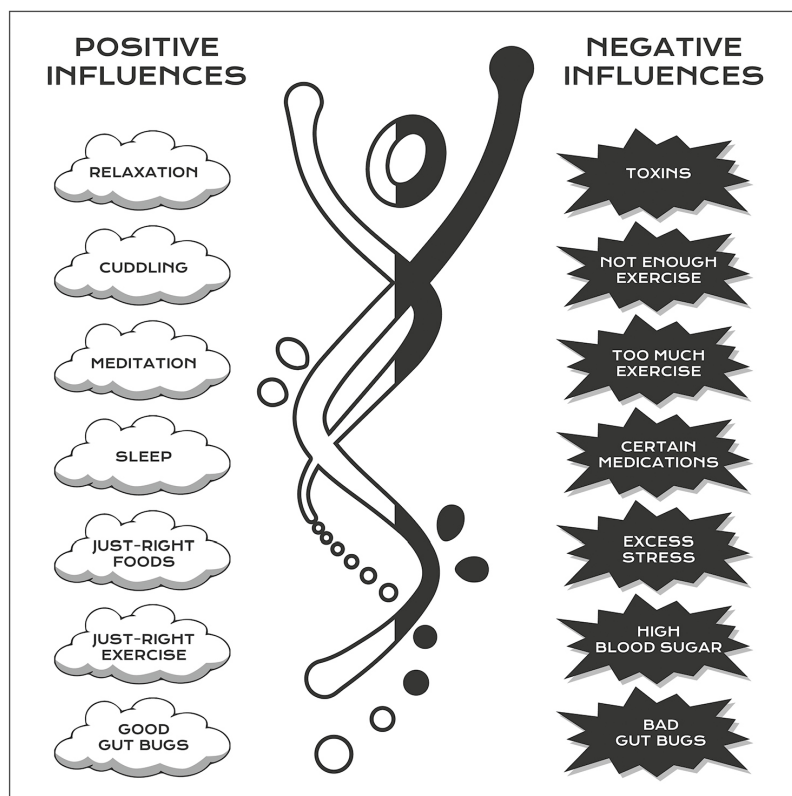 POSITIVE
INFLUENCES
RELAXATION
CUDDLING
MEDITATION
SLEEP
JUST-RIGHT
FOODS
JUST-RIGHT
EXERCISE
GOOD
GUT BUGS
NEGATIVE
INFLUENCES
TOXINS
NOT ENOUGH
EXERCISE
TOO MUCH
EXERCISE
CERTAIN
MEDICATIONS
EXCESS
STRESS
HIGH
BLOOD SUGAR
BAD
GUT BUGS